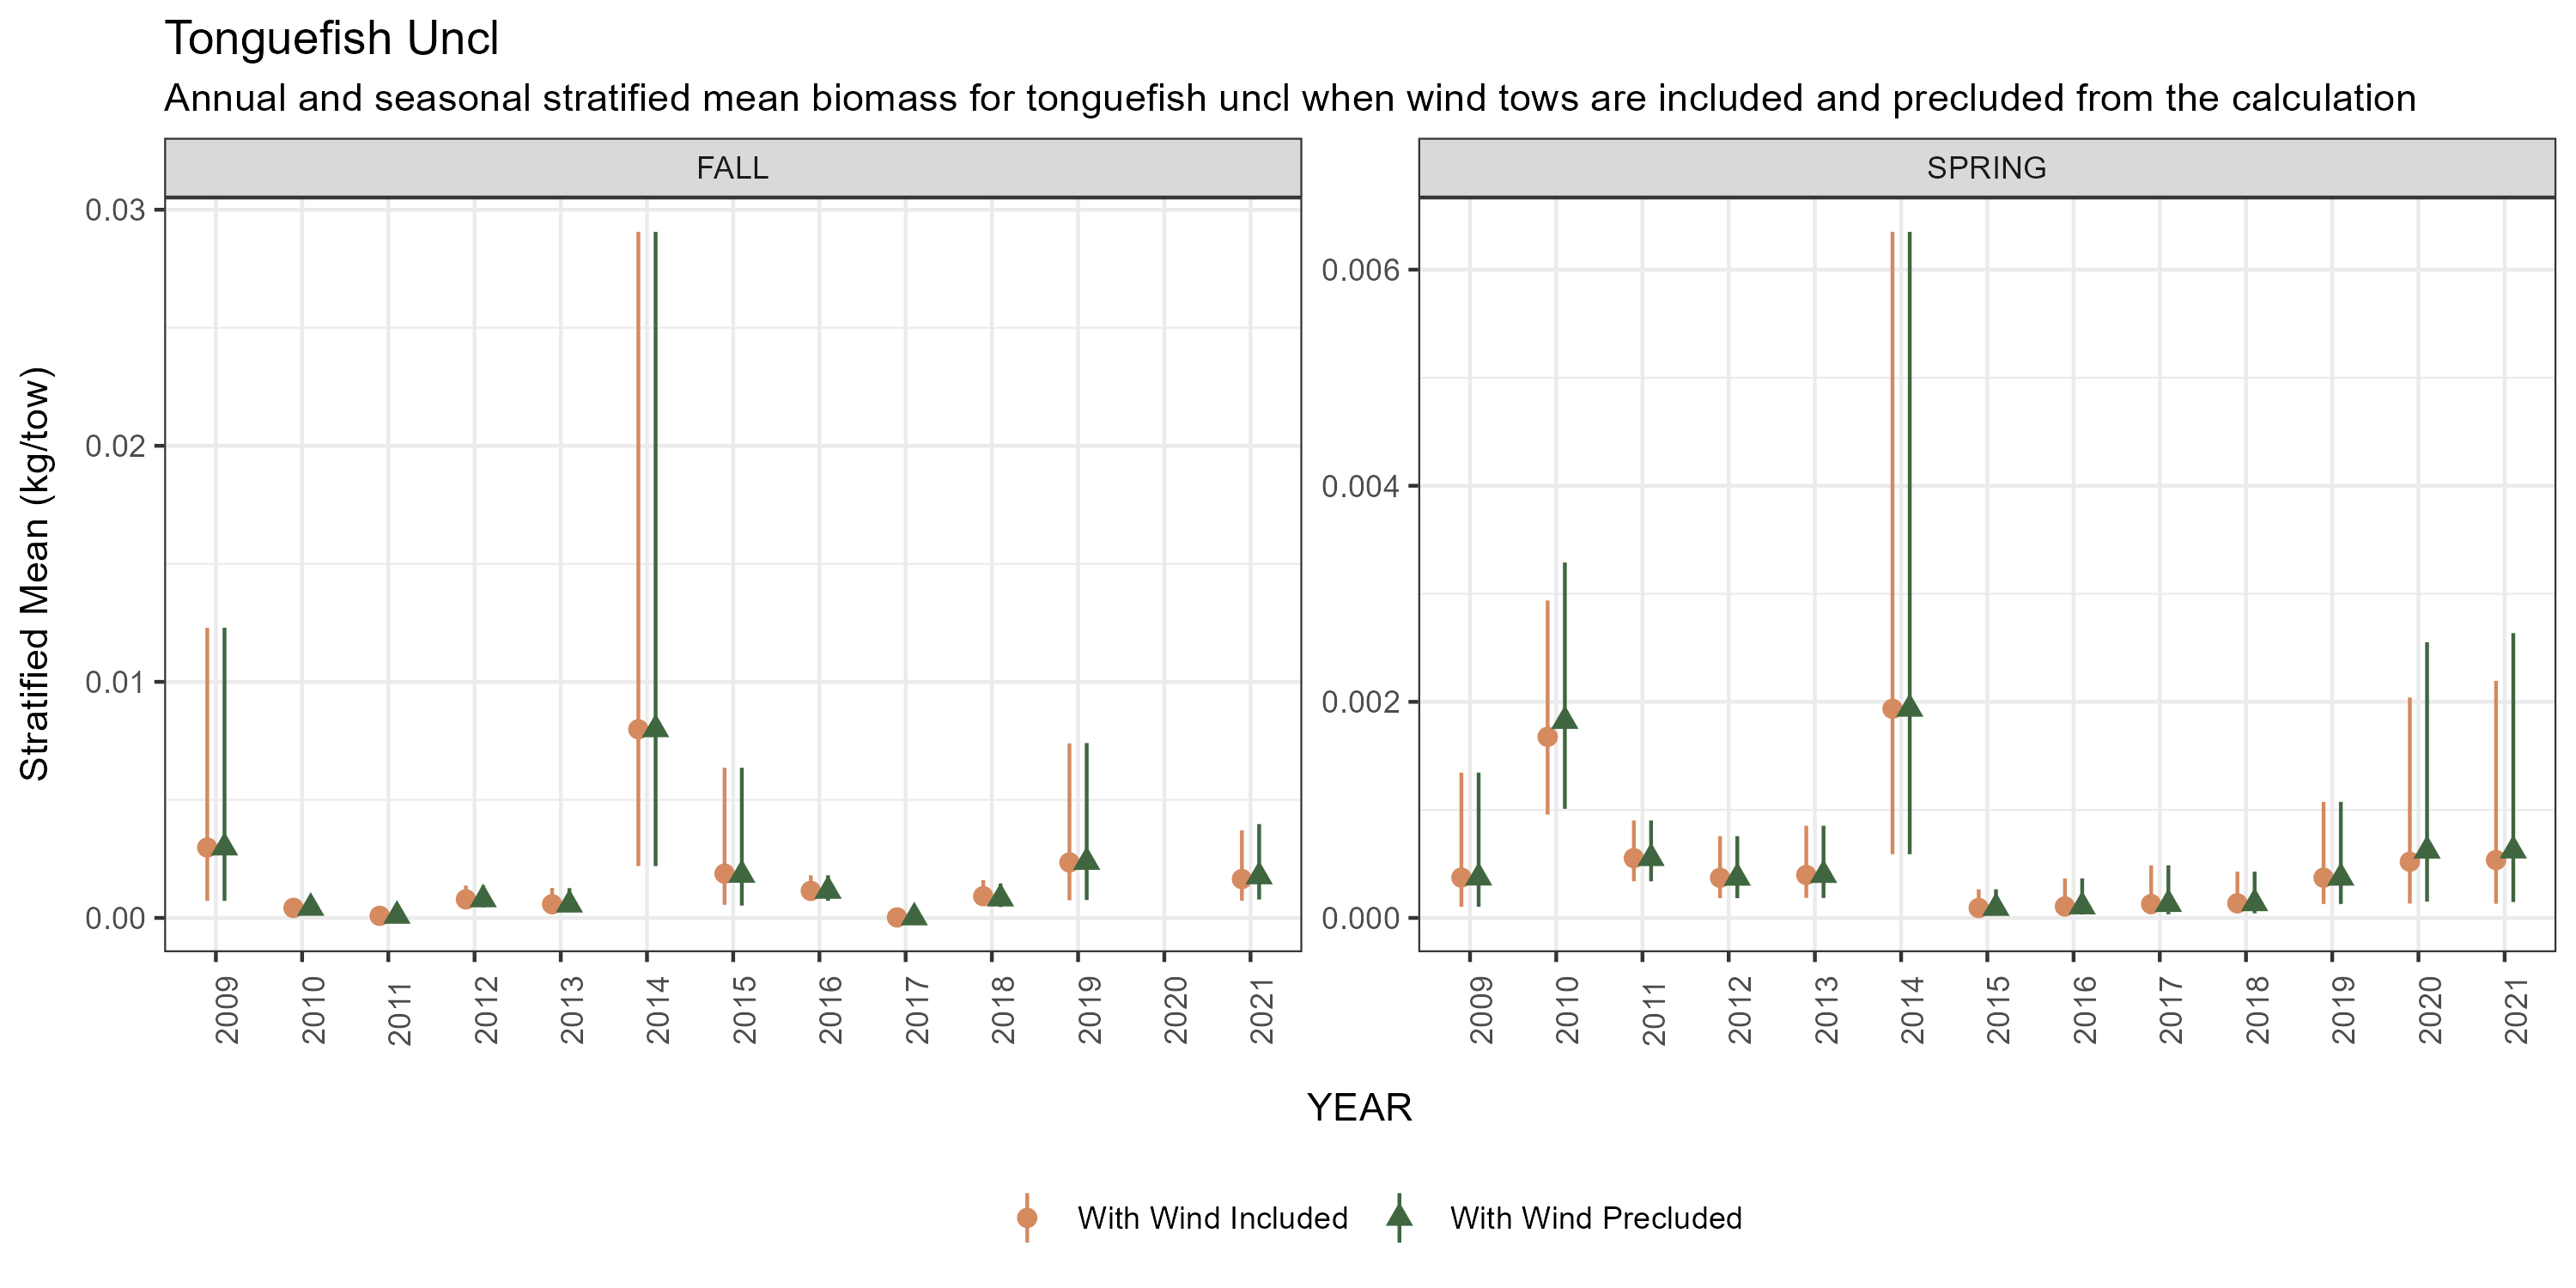 Tonguefish Uncl
Annual and seasonal stratified mean biomass for tonguefish uncl when wind tows are included and precluded from the calculation
FALL
SPRING
Stratified Mean (kg/tow)
0.03
0.02
0.01
0.00
0.006
0.004
0.002
0.000
2009 2010 2011 2012 2013 2014 2015 2016 2017 2018 2019 2020 2021
2009 2010 2011 2012 2013 2014 2015 2016 2017 2018 2019 2020 2021
YEAR
With Wind Included
With Wind Precluded